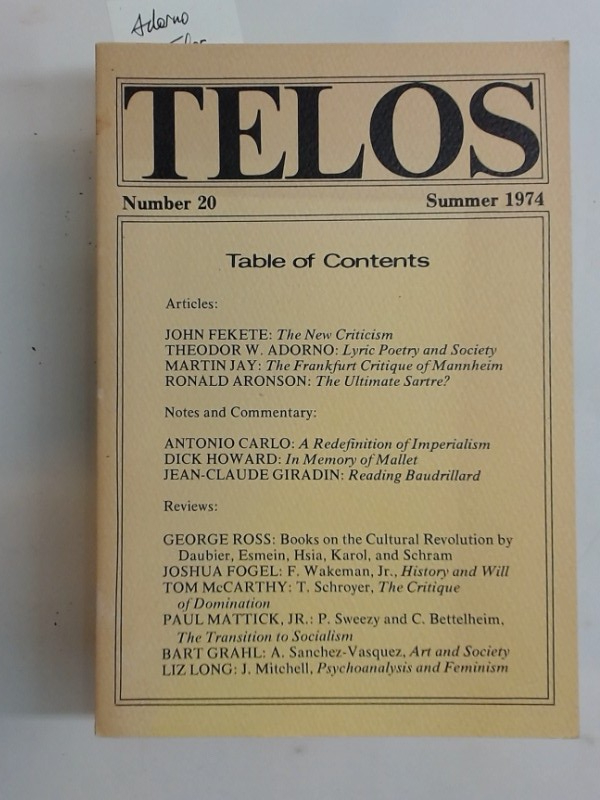 Adorno
TELOS
Number 20 Summer 1974
Table of Contents
Articles:
JOHN FEKETE: The New Criticism
THEODOR W. ADORNO: Lyric Poetry and Society
MARTIN JAY: The Frankfurt Critique of Mannheim
RONALD ARONSON: The Ultimate Sartre?
Notes and Commentary:
ANTONIO CARLO: A Redefinition of Imperialism
DICK HOWARD: In Memory of Mallet
JEAN-CLAUDE GIRADIN: Reading Baudrillard
Reviews:
GEORGE ROSS: Books on the Cultural Revolution by
Daubier, Esmein, Hsia, Karol, and Schram
JOSHUA FOGEL: F. Wakeman, Jr., History and Will
TOM McCARTHY: T. Schroyer, The Critique
of Domination
PAUL MATTICK, JR.: P. Sweezy and C. Bettelheim,
The Transition to Socialism
BART GRAHL: A. Sanchez-Vasquez, Art and Society
LIZ LONG: J. Mitchell, Psychoanalysis and Feminism